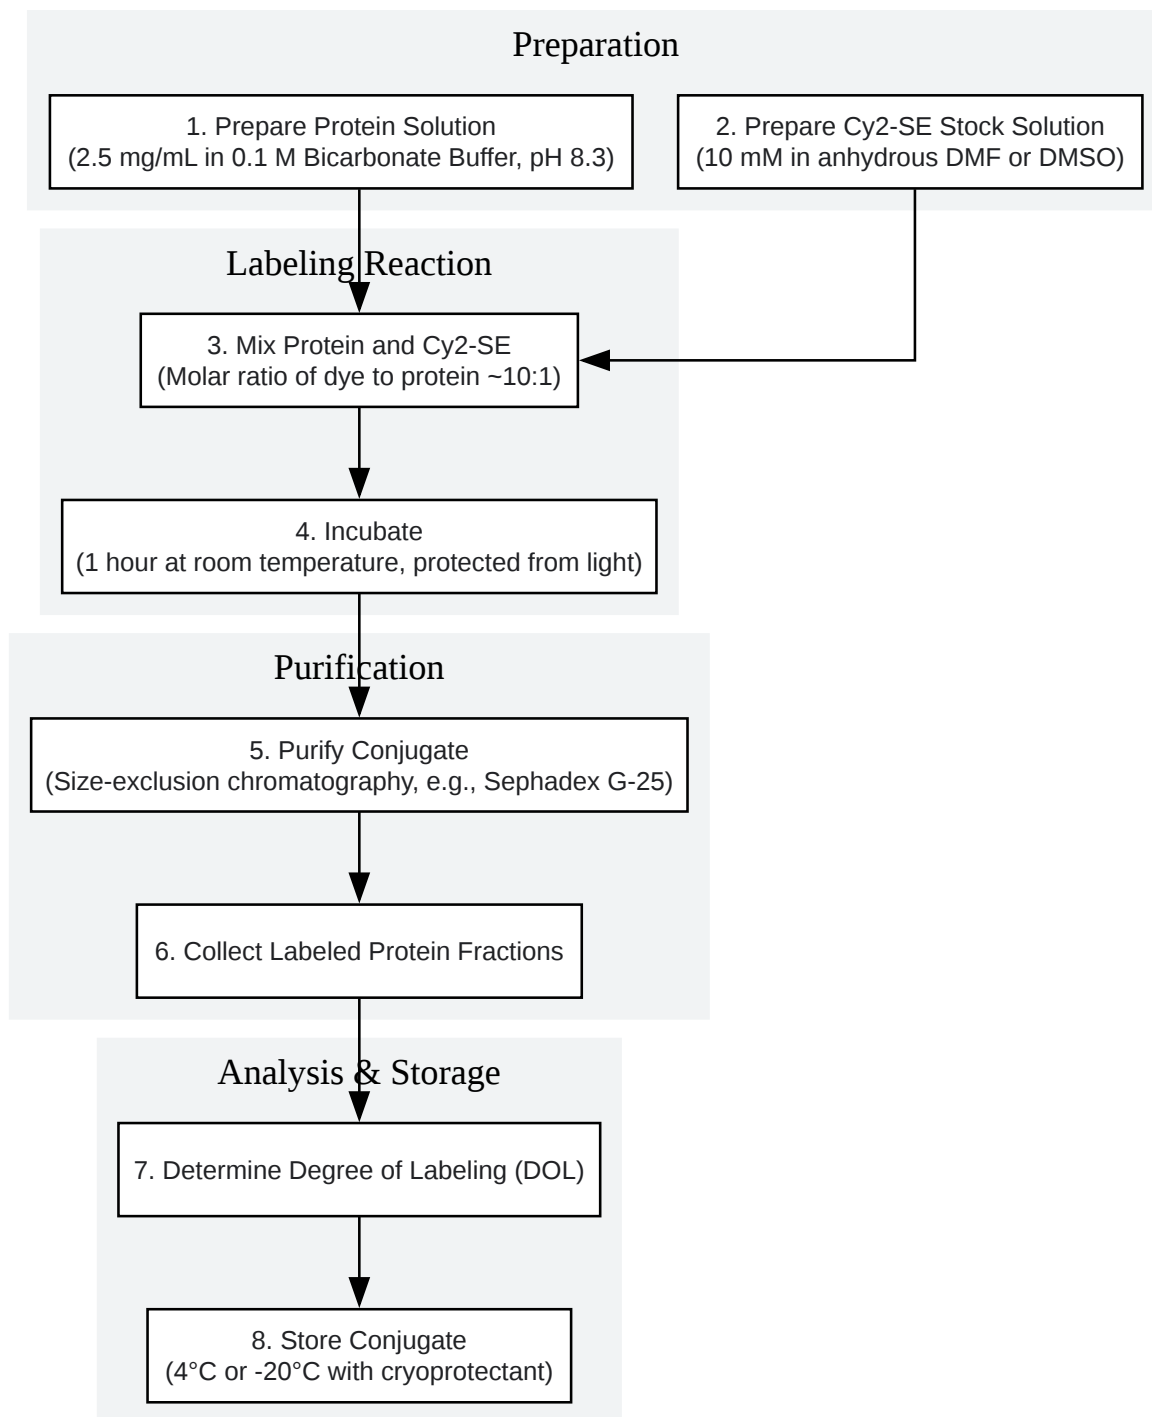 Preparation
1. Prepare Protein Solution
(2.5 mg/mL in 0.1 M Bicarbonate Buffer, pH 8.3)
2. Prepare Cy2-SE Stock Solution
(10 mM in anhydrous DMF or DMSO)
Labeling Reaction
3. Mix Protein and Cy2-SE
(Molar ratio of dye to protein ~10:1)
4. Incubate
(1 hour at room temperature, protected from light)
Purification
5. Purify Conjugate
(Size-exclusion chromatography, e.g., Sephadex G-25)
6. Collect Labeled Protein Fractions
Analysis & Storage
7. Determine Degree of Labeling (DOL)
8. Store Conjugate
(4°C or -20°C with cryoprotectant)